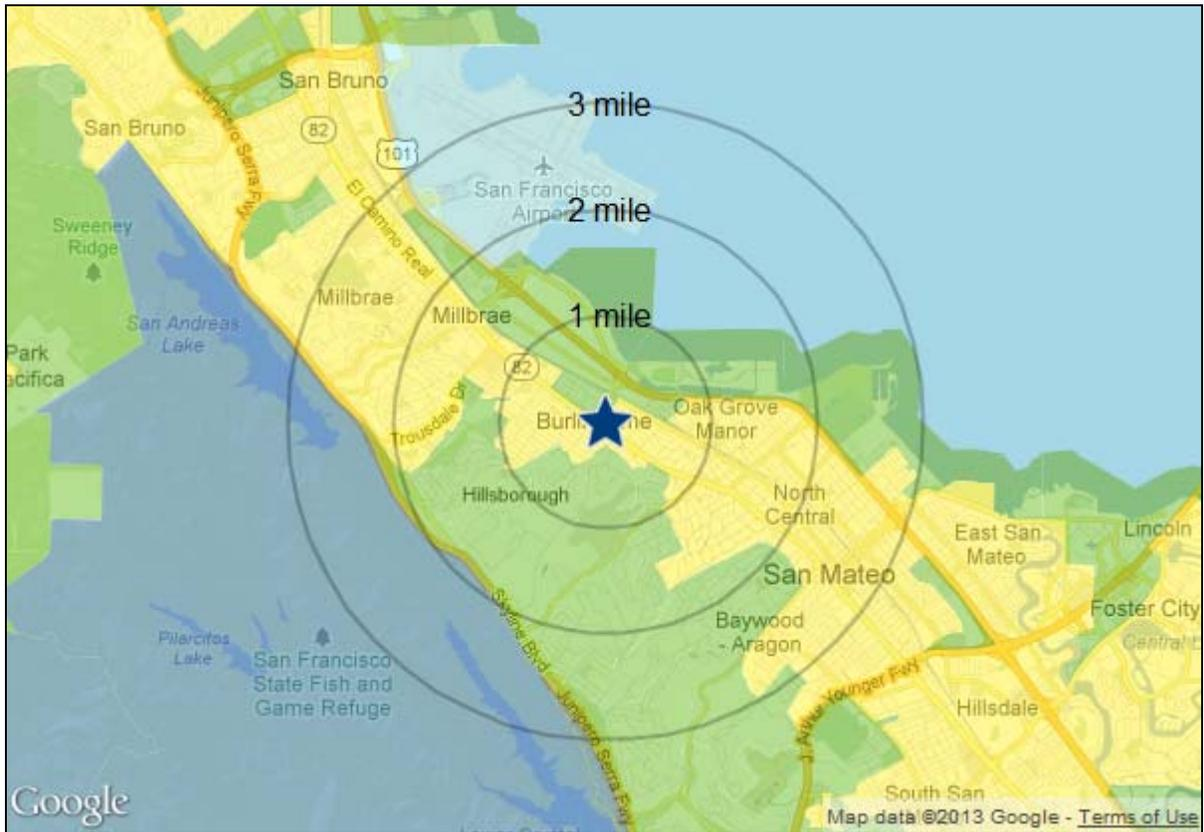 San Bruno
3 mile
San Bruno
82
101
Junipero Serra Fwy
San Francisco
Airport
El Camino Real
2 mile
Sweeney
Ridge
Millbrae
Millbrae
1 mile
San Andreas
Lake
Park
acifica
82
Trousdale Dr
Oak Grove
Manor
Hillsborough
North
Central
East San
Mateo
Lincoln
San Mateo
Foster City
Skyline Blvd
Baywood
- Aragon
Pilarcitos
Lake
San Francisco
State Fish and
Game Refuge
J. Arthur Younger Fwy
Junipero Serra Fwy
Hillsdale
South San
Google
Map data ©2013 Google - Terms of Use